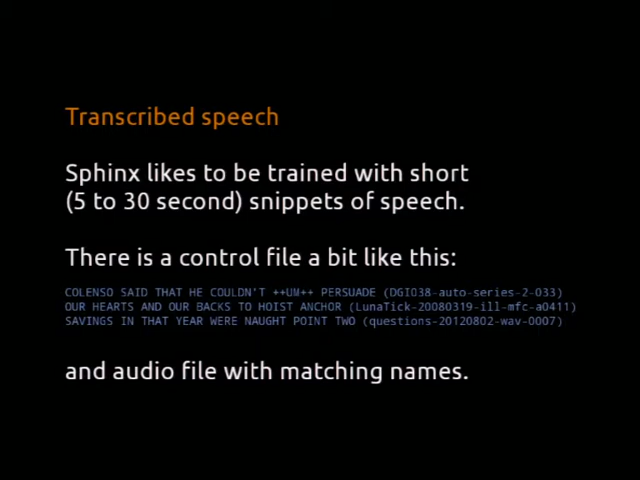 Transcribed speech
Sphinx likes to be trained with short
(5 to 30 second) snippets of speech.
There is a control file a bit like this:
COLENSO SAID THAT HE COULDN'T ++UM++ PERSUADE (DGI038-auto-series-2-033)
OUR HEARTS AND OUR BACKS TO HOIST ANCHOR (LunaTick-20080319-ill-mfc-a0411)
SAVINGS IN THAT YEAR WERE NAUGHT POINT TWO (questions-20120802-wav-0007)
and audio file with matching names.